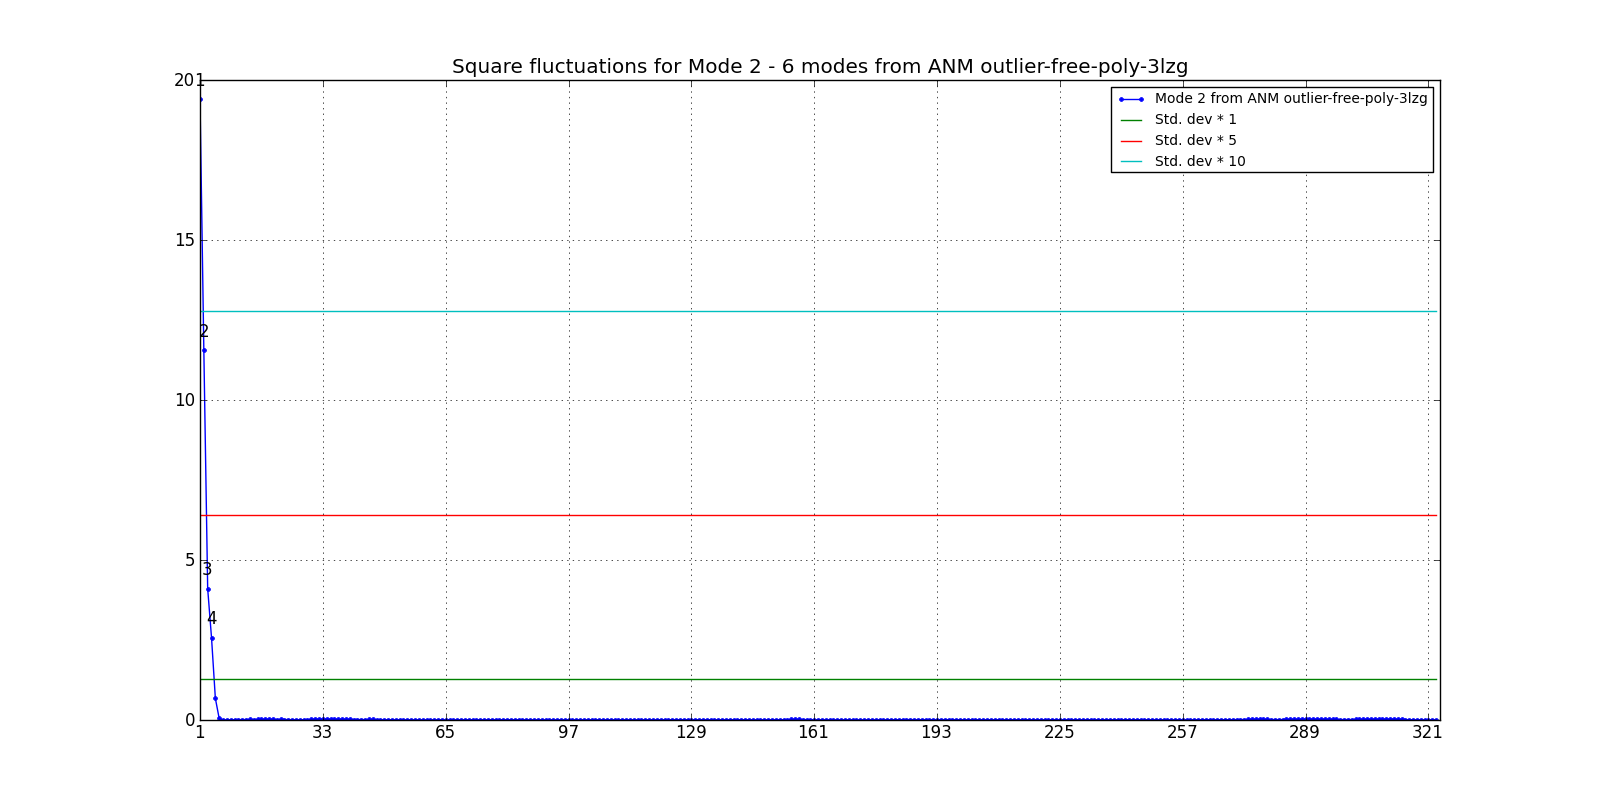 Square fluctuations for Mode 2 - 6 modes from ANM outlier-free-poly-3lzg
20
1
Mode 2 from ANM outlier-free-poly-3lzg
Std. dev * 1
Std. dev * 5
Std. dev * 10
15
2
10
5
3
4
0
1 33 65 97 129 161 193 225 257 289 321